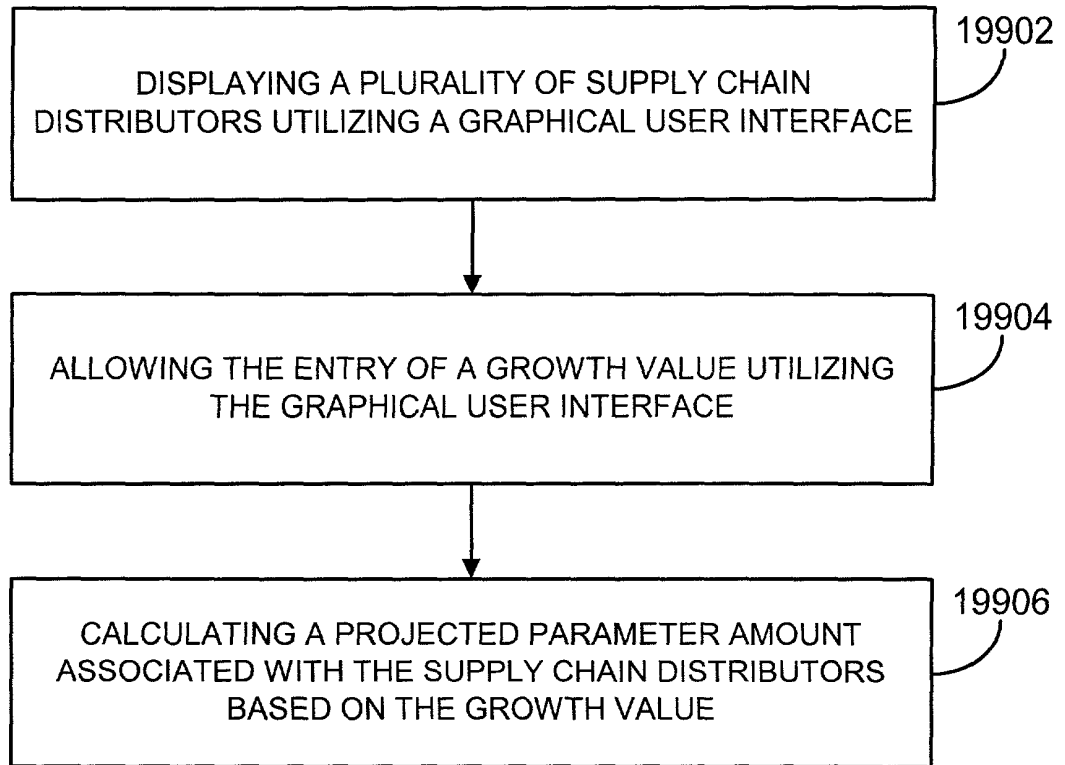 19902
DISPLAYING A PLURALITY OF SUPPLY CHAIN
DISTRIBUTORS UTILIZING A GRAPHICAL USER INTERFACE
19904
ALLOWING THE ENTRY OF A GROWTH VALUE UTILIZING
THE GRAPHICAL USER INTERFACE
19906
CALCULATING A PROJECTED PARAMETER AMOUNT
ASSOCIATED WITH THE SUPPLY CHAIN DISTRIBUTORS
BASED ON THE GROWTH VALUE